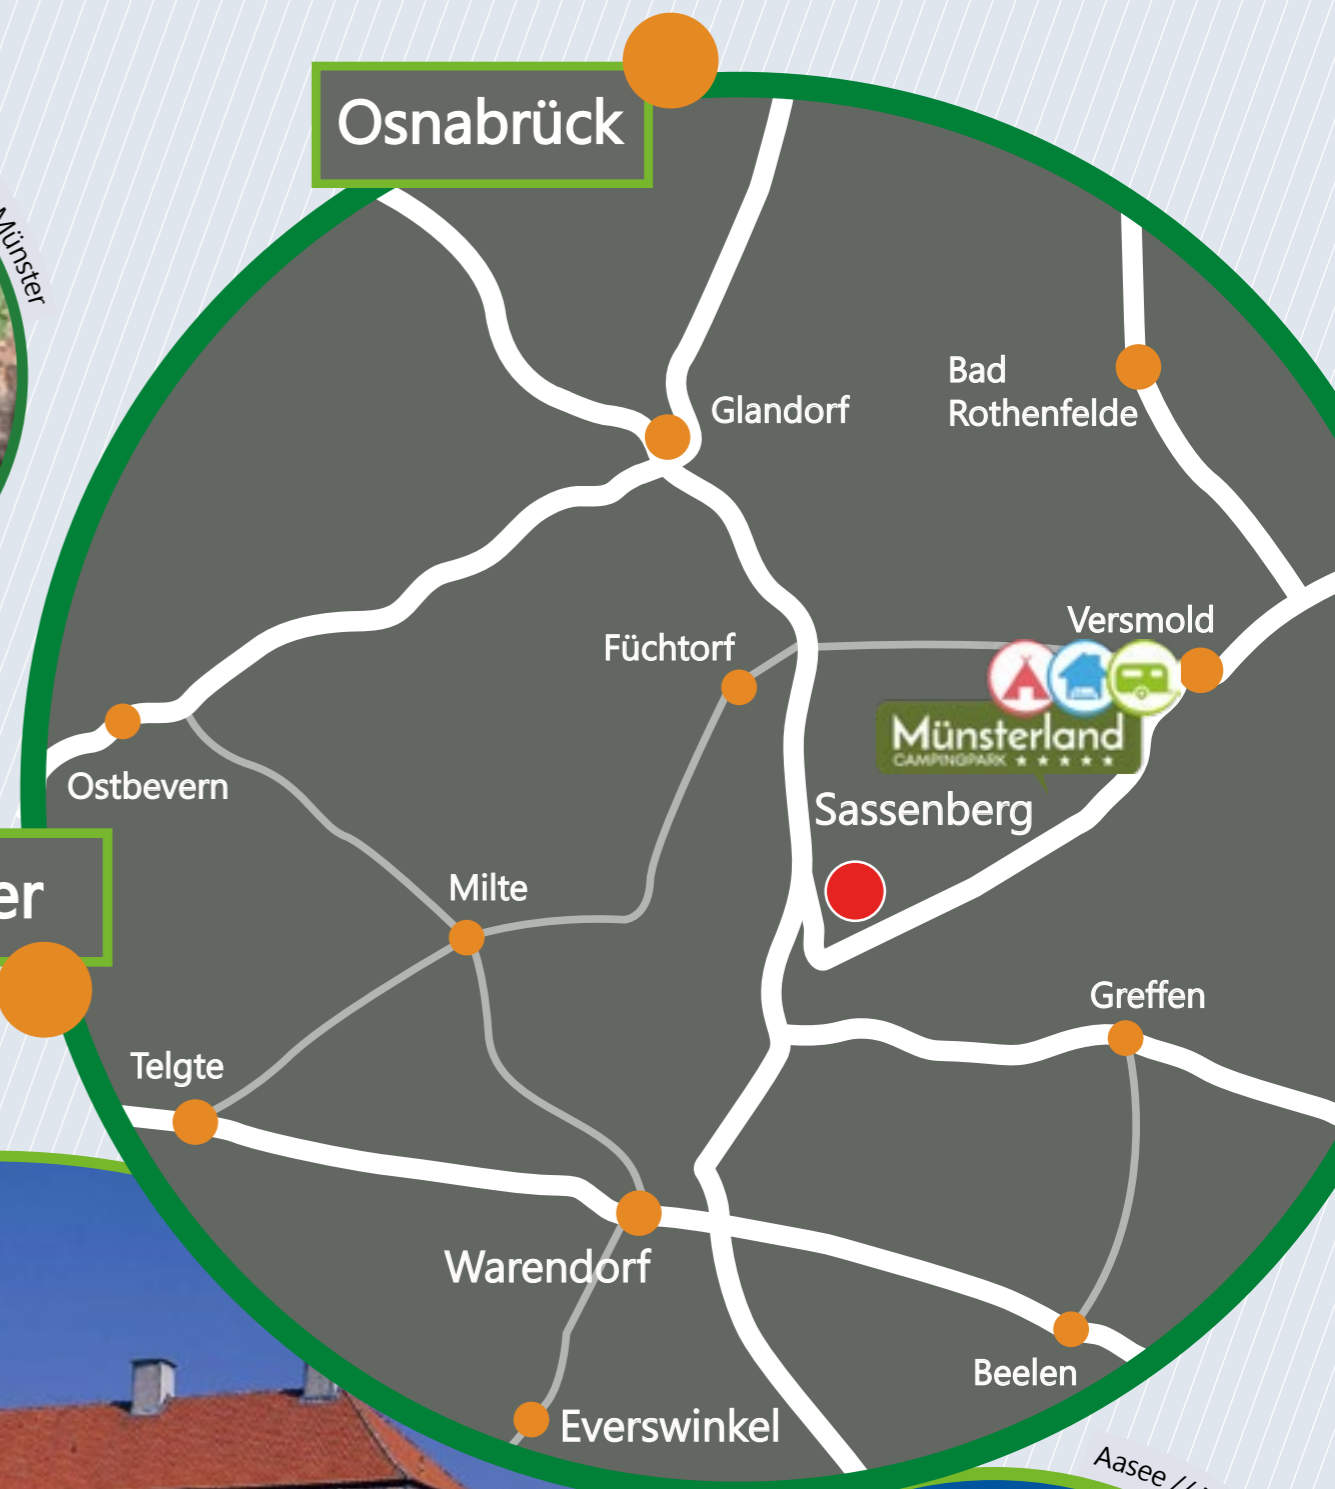 Osnabrück
Münster
Bad
Rothenfelde
Glandorf
Versmold
Füchtorf
Münsterland
CAMPINGPARK ★★★★★
Ostbevern
Sassenberg
Milte
er
Greffen
Telgte
Warendorf
Beelen
Everswinkel
Aasee //